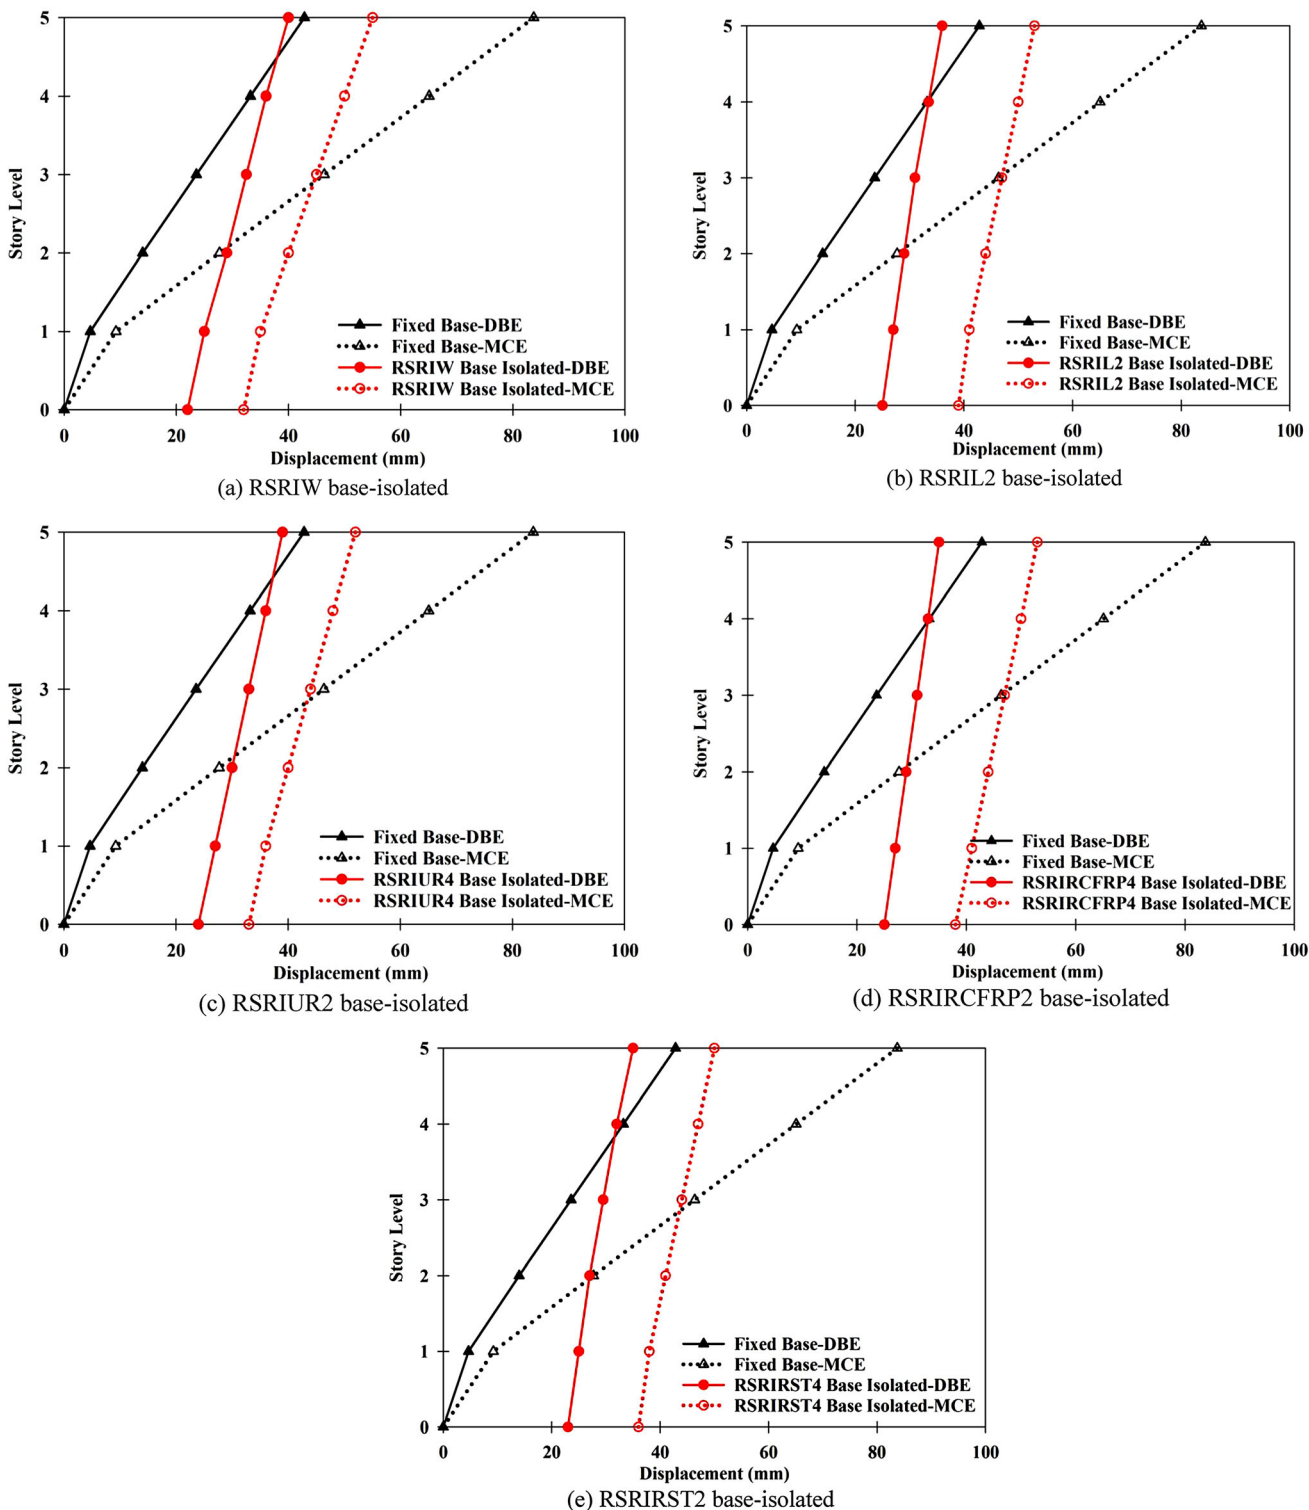 5
4
3
2
1
0
Story Level
Fixed Base-DBE
Fixed Base-MCE
RSRIW Base Isolated-DBE
RSRIW Base Isolated-MCE
0 20 40 60 80 100
Displacement (mm)
(a) RSRIW base-isolated
5
4
3
2
1
0
Story Level
Fixed Base-DBE
Fixed Base-MCE
RSRIL2 Base Isolated-DBE
RSRIL2 Base Isolated-MCE
0 20 40 60 80 100
Displacement (mm)
(b) RSRIL2 base-isolated
5
4
3
2
1
0
Story Level
Fixed Base-DBE
Fixed Base-MCE
RSRIUR4 Base Isolated-DBE
RSRIUR4 Base Isolated-MCE
0 20 40 60 80 100
Displacement (mm)
(c) RSRIUR2 base-isolated
5
4
3
2
1
0
Story Level
Fixed Base-DBE
Fixed Base-MCE
RSRIRCFRP4 Base Isolated-DBE
RSRIRCFRP4 Base Isolated-MCE
0 20 40 60 80 100
Displacement (mm)
(d) RSRIRCFRP2 base-isolated
5
4
3
2
1
0
Story Level
Fixed Base-DBE
Fixed Base-MCE
RSRIRST4 Base Isolated-DBE
RSRIRST4 Base Isolated-MCE
0 20 40 60 80 100
Displacement (mm)
(e) RSRIRST2 base-isolated